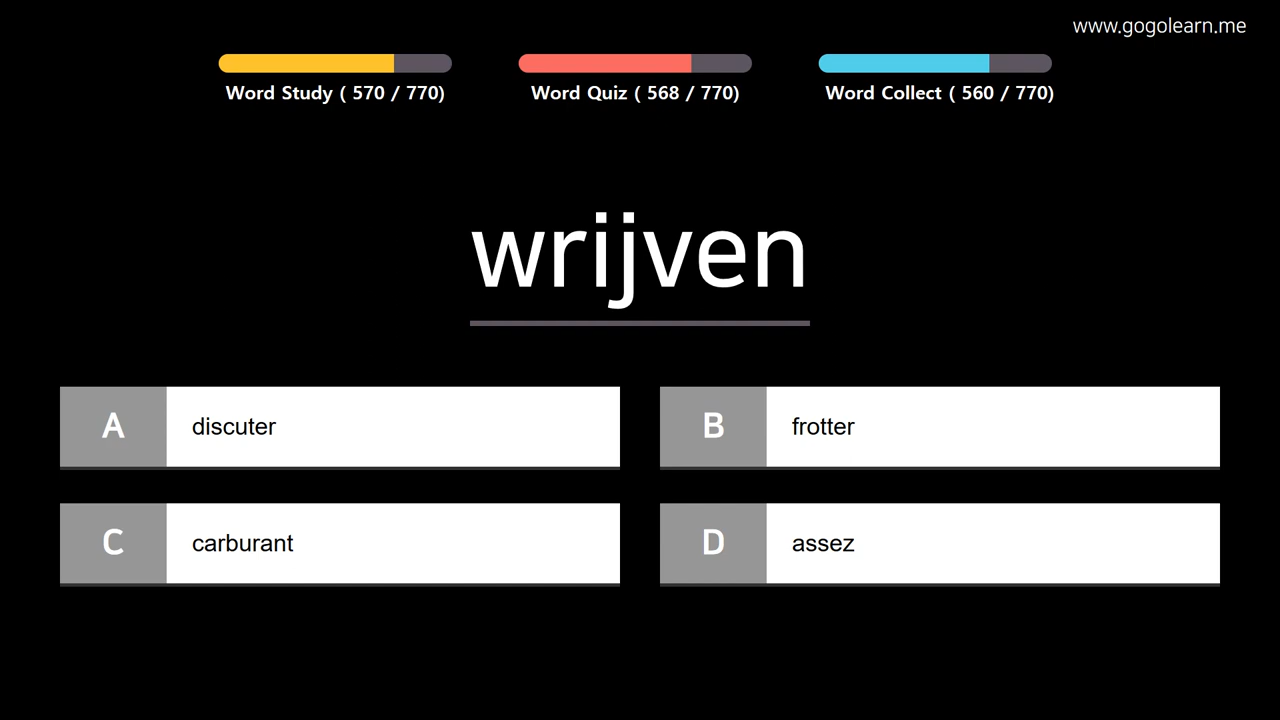 www.gogolearn.me
Word Study ( 570 / 770)
Word Quiz ( 568 / 770)
Word Collect ( 560 / 770)
wrijven
A discuter
B frotter
C carburant
D assez